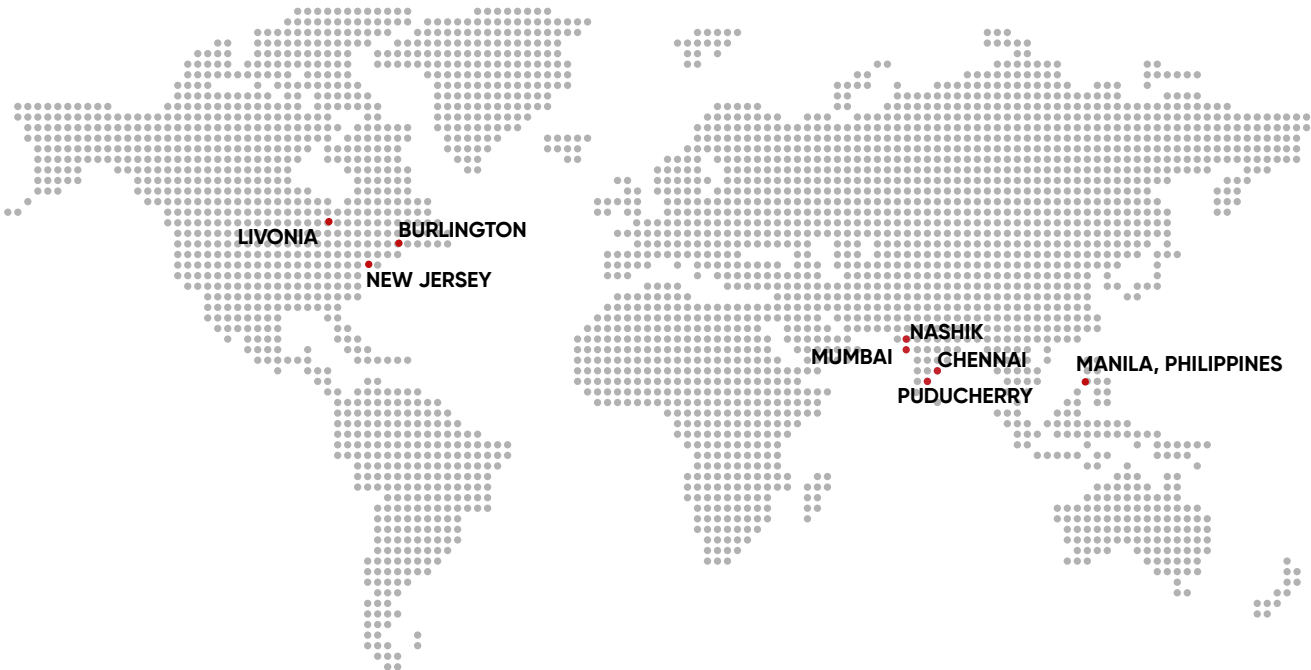 BURLINGTON
LIVONIA
NEW JERSEY
NASHIK
MUMBAI
CHENNAI
MANILA, PHILIPPINES
PUDUCHERRY